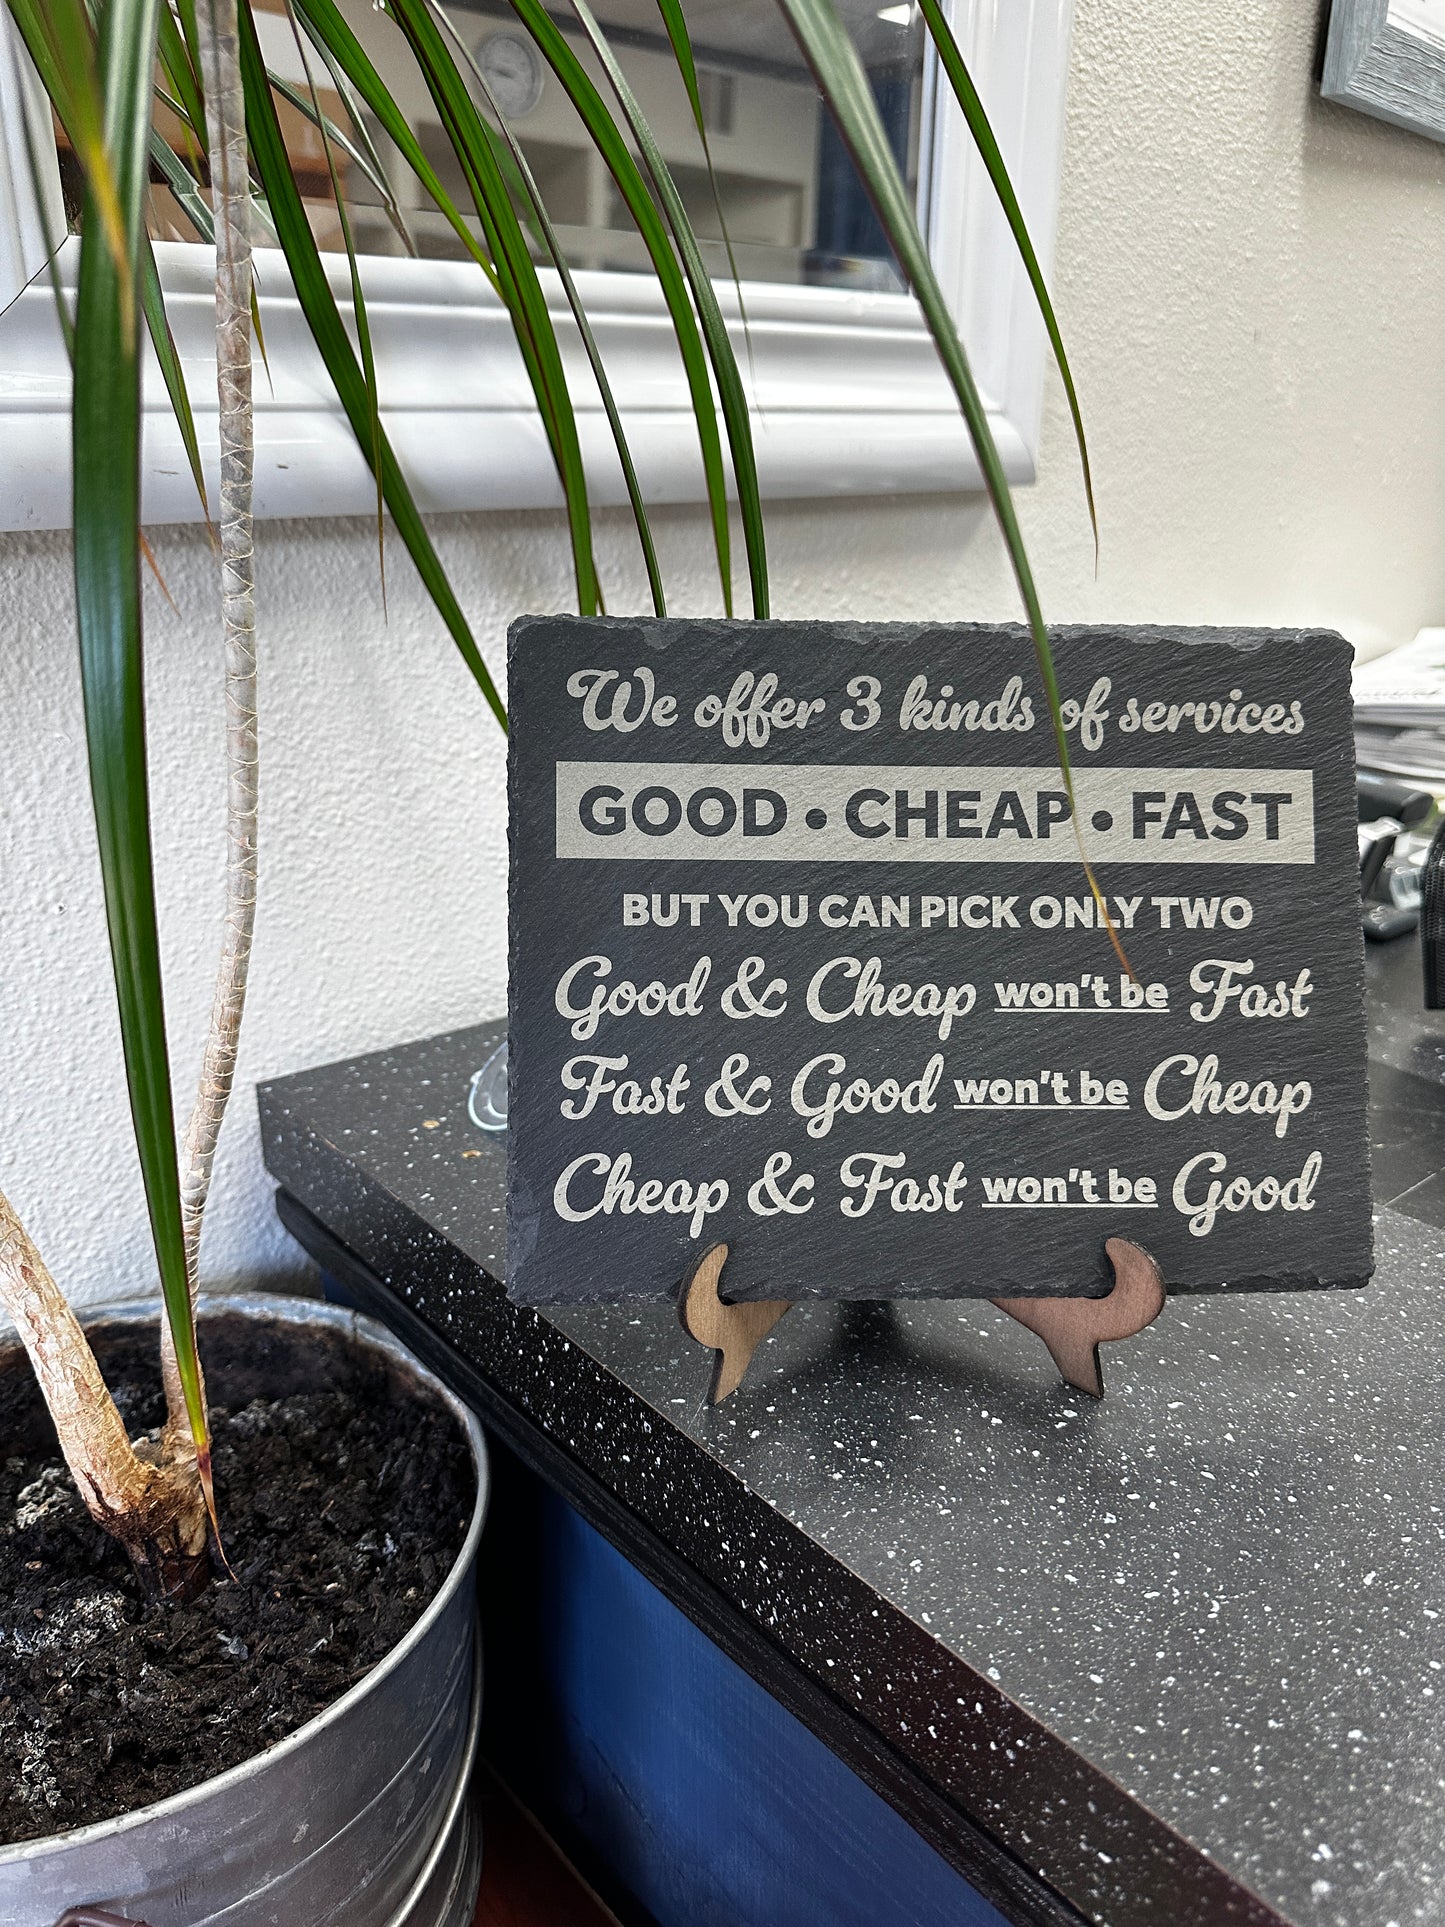 We offer 3 kinds of services
GOOD • CHEAP • FAST
BUT YOU CAN PICK ONLY TWO
Good & Cheap won't be Fast
Fast & Good won't be Cheap
Cheap & Fast won't be Good